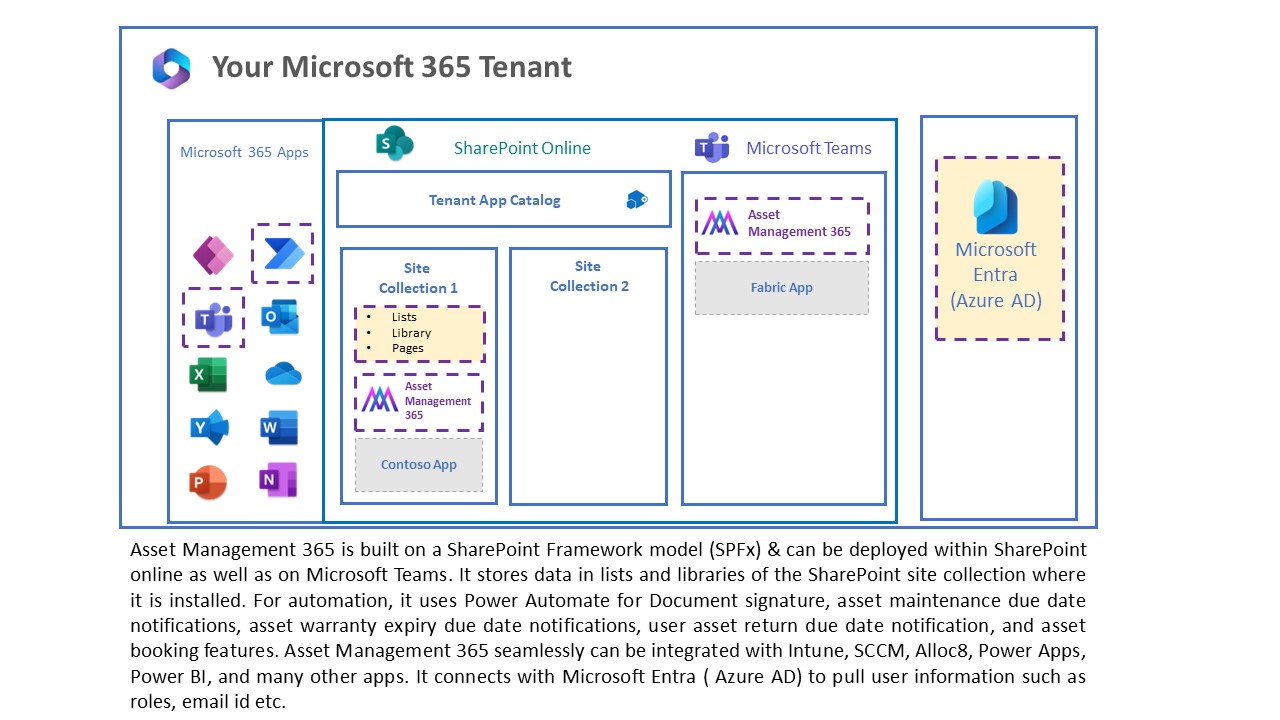 Your Microsoft 365 Tenant
Microsoft 365 Apps
T
O
X
Y
W
P
N
S
SharePoint Online
Tenant App Catalog
Site
Collection 1
• Lists
• Library
• Pages
Asset
Management
365
Contoso App
Site
Collection 2
T
Microsoft Teams
Asset
Management 365
Fabric App
Microsoft
Entra
(Azure AD)
Asset Management 365 is built on a SharePoint Framework model (SPFx) & can be deployed within SharePoint
online as well as on Microsoft Teams. It stores data in lists and libraries of the SharePoint site collection where
it is installed. For automation, it uses Power Automate for Document signature, asset maintenance due date
notifications, asset warranty expiry due date notifications, user asset return due date notification, and asset
booking features. Asset Management 365 seamlessly can be integrated with Intune, SCCM, Alloc8, Power Apps,
Power BI, and many other apps. It connects with Microsoft Entra ( Azure AD) to pull user information such as
roles, email id etc.